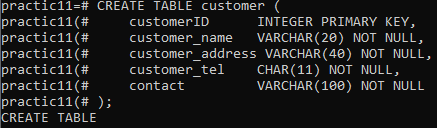 practic11=# CREATE TABLE customer (
practic11(#     customerID      INTEGER PRIMARY KEY,
practic11(#     customer_name   VARCHAR(20) NOT NULL,
practic11(#     customer_address VARCHAR(40) NOT NULL,
practic11(#     customer_tel    CHAR(11) NOT NULL,
practic11(#     contact         VARCHAR(100) NOT NULL
practic11(# );
CREATE TABLE